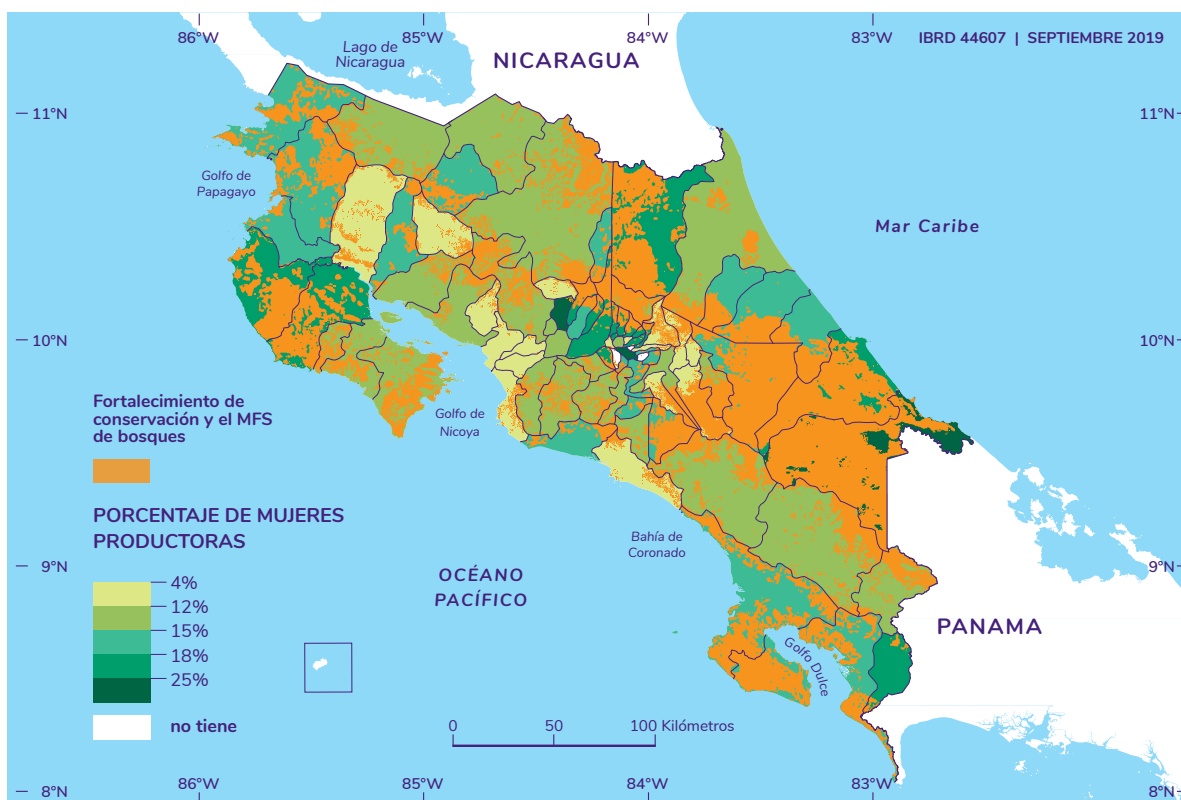 86°W
85°W
84°W
83°W
IBRD 44607 | SEPTIEMBRE 2019
Lago de
Nicaragua
NICARAGUA
11°N
11°N
Golfo de
Papagayo
Mar Caribe
10°N
10°N
Fortalecimiento de
conservación y el MFS
de bosques
Golfo de
Nicoya
PORCENTAJE DE MUJERES
PRODUCTORAS
4%
12%
15%
18%
25%
no tiene
Bahía de
Coronado
OCÉANO
PACÍFICO
9°N
9°N
PANAMA
Golfo Dulce
0
50
100 Kilómetros
8°N
86°W
85°W
84°W
83°W
8°N